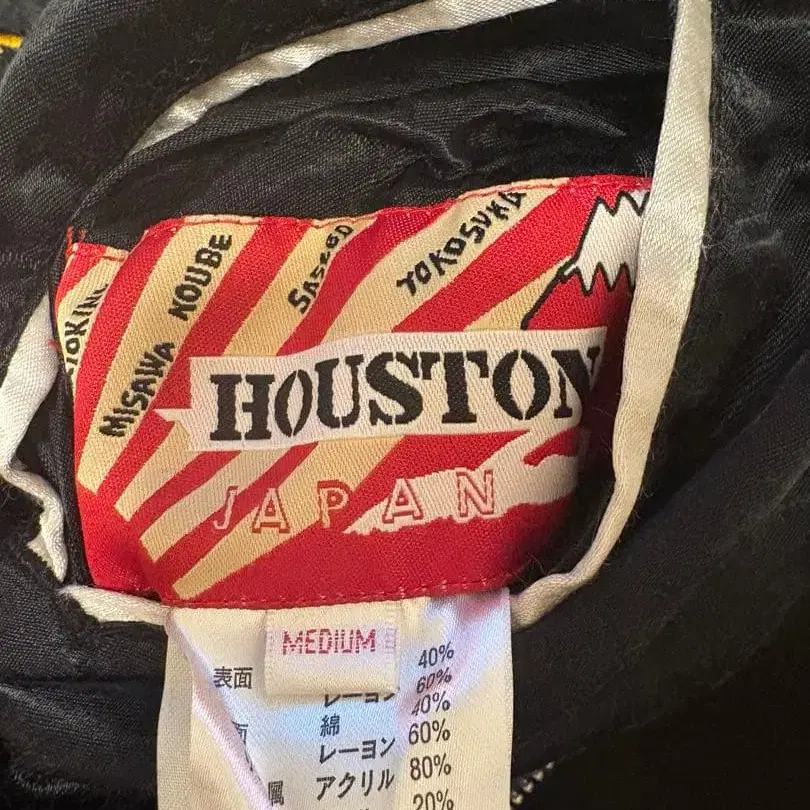 MISAWA KOUBE
SASEBO
YOKOSUKA
HOUSTON
JAPAN
MEDIUM
表面
40%
レーヨン 60%
綿 40%
レーヨン 60%
アクリル 80%
20%